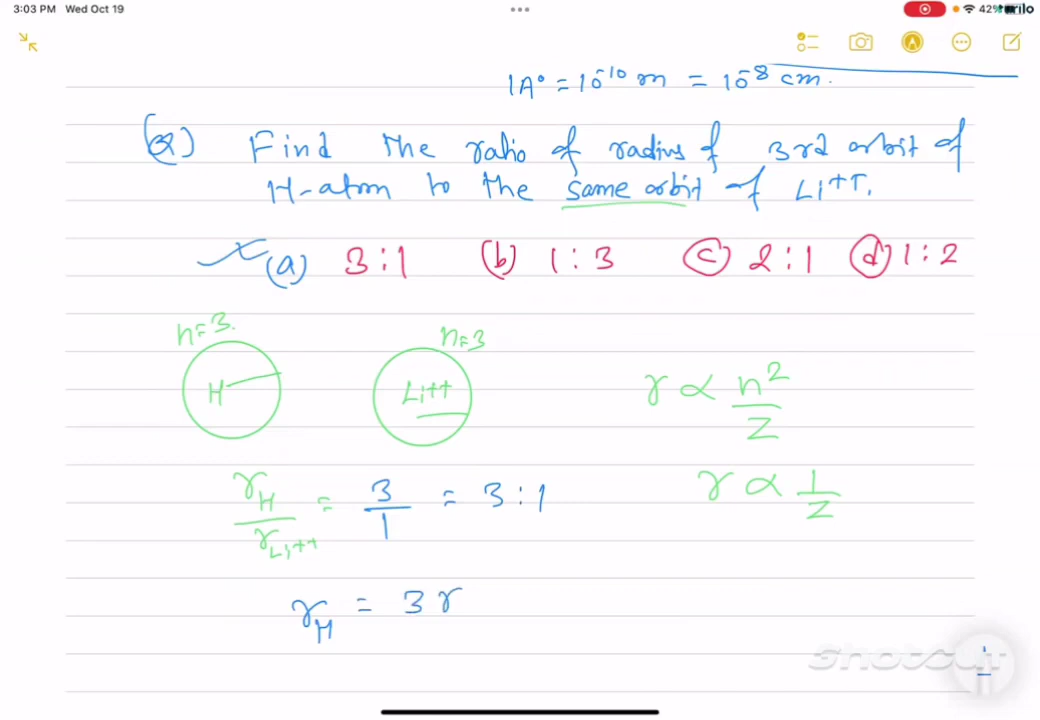 3:03 PM Wed Oct 19
42%
1A° = 10⁻¹⁰ m = 10⁻⁸ cm.
(Q) Find the ratio of radius of 3rd orbit of
H-atom to the same orbit of Li++.
(a) 3:1 (b) 1:3 (c) 2:1 (d) 1:2
n=3. n=3
H Li++ r ∝ n²/Z
r_H/r_Li++ = 3/1 = 3:1 r ∝ 1/Z
r_H = 3 r
shotcut